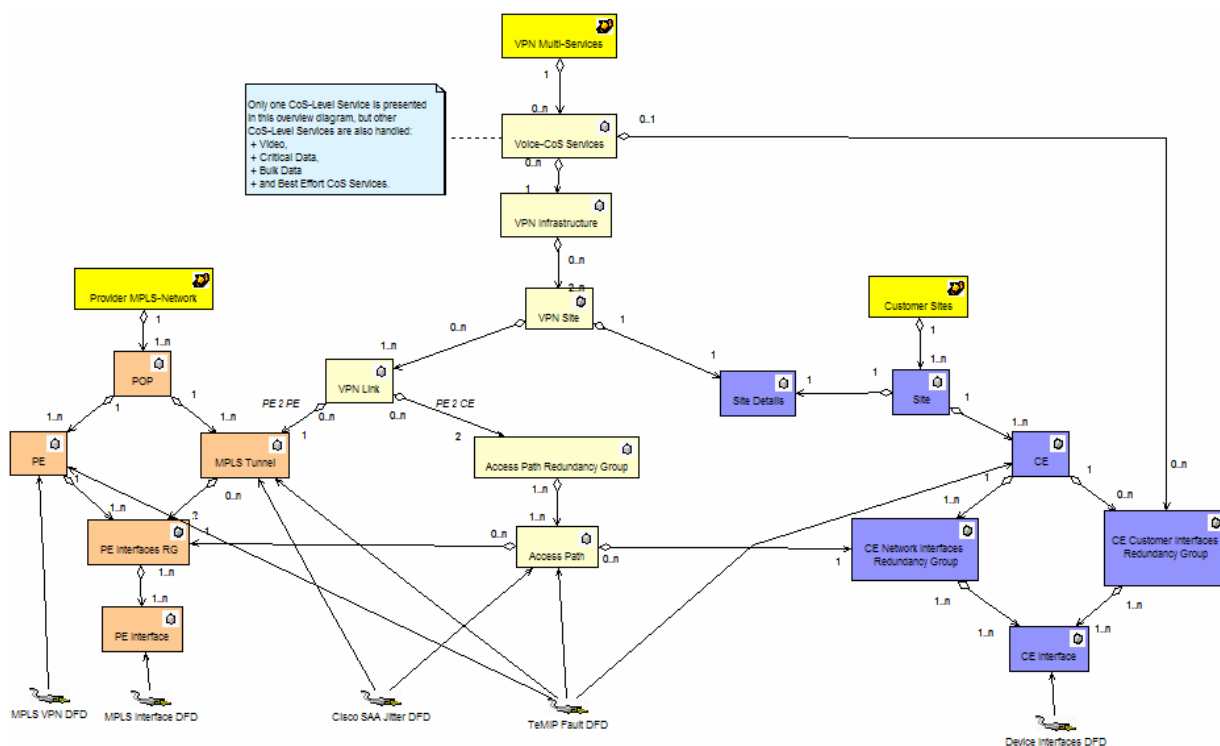 VPN Multi-Services
1
0..n
Only one CoS-Level Service is presented
in this overview diagram, but other
CoS-Level Services are also handled:
+ Video,
+ Critical Data,
+ Bulk Data
+ and Best Effort CoS Services.
Voice-CoS Services
0..1
0..n
1
VPN Infrastructure
0..n
2..n
VPN Site
Provider MPLS-Network
Customer Sites
1
1
0..n
1
1..n
1..n
1
1..n
POP
VPN Link
Site Details
1
Site
1
1
1
PE 2 PE
PE 2 CE
1..n
1..n
0..n
0..n
1..n
PE
MPLS Tunnel
1
2
Access Path Redundancy Group
CE
1
0..n
1..n
1
1..n
0..n
0..n
1..n
2
1..n
PE Interfaces RG
1
0..n
Access Path
0..n
1
CE Network Interfaces
Redundancy Group
CE Customer Interfaces
Redundancy Group
1..n
1..n
PE Interface
1..n
1..n
1..n
1..n
CE Interface
MPLS VPN DFD
MPLS Interface DFD
Cisco SAA Jitter DFD
TeMIP Fault DFD
Device Interfaces DFD